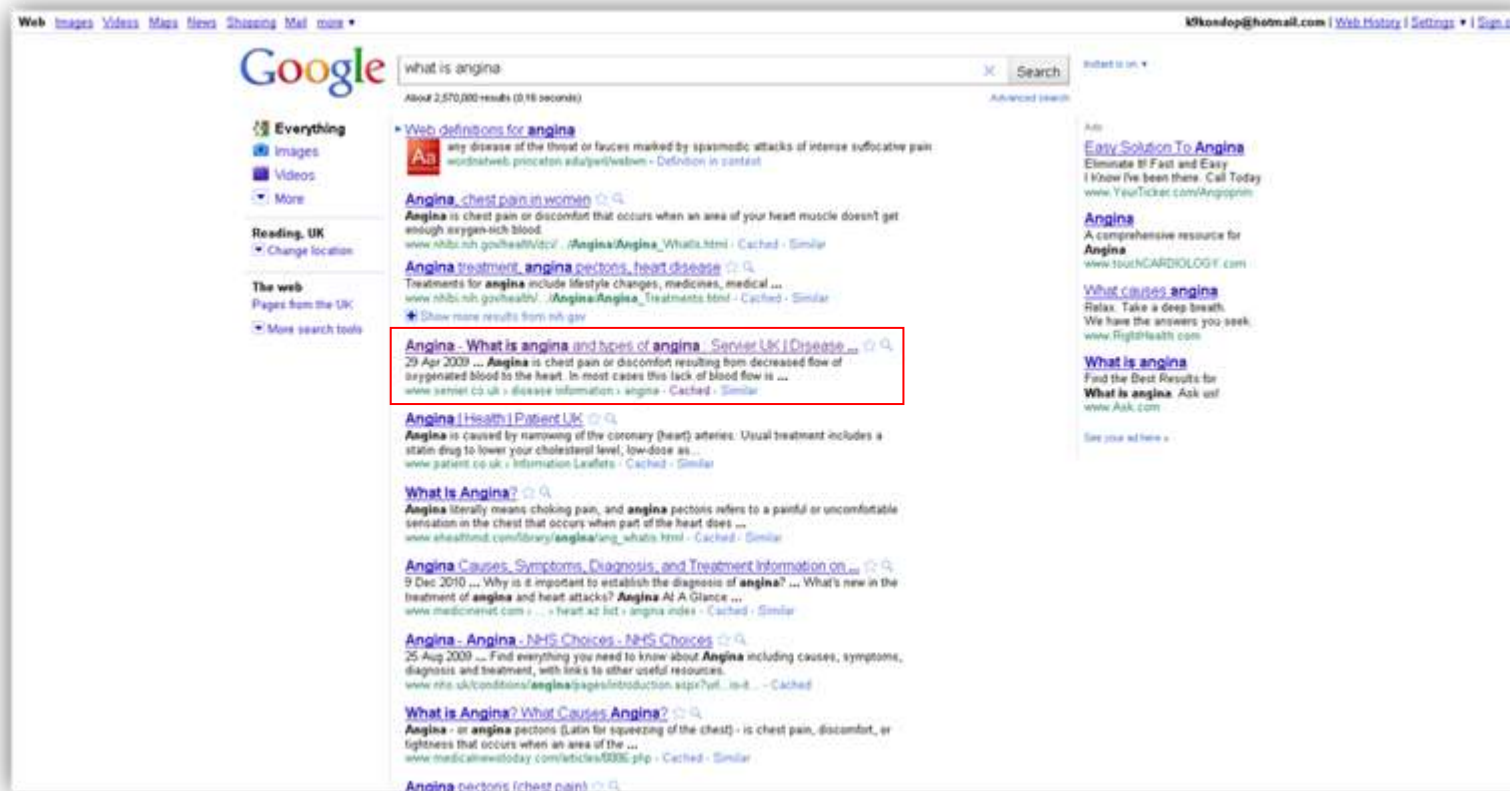 Web Images Videos Maps News Shopping Mail more ▾
k9kondop@hotmail.com | Web History | Settings ▾ | Sign
Google
what is angina
Search
Instant is on ▾
About 2,570,000 results (0.16 seconds)
Advanced search
Everything
Images
Videos
More
Reading, UK
Change location
The web
Pages from the UK
More search tools
Web definitions for angina
Aa
any disease of the throat or fauces marked by spasmodic attacks of intense suffocative pain
wordnetweb.princeton.edu/perl/webwn - Definition in context
Angina, chest pain in women
Angina is chest pain or discomfort that occurs when an area of your heart muscle doesn't get
enough oxygen-rich blood.
www.nhlbi.nih.gov/health/dci/.../Angina/Angina_WhatIs.html - Cached - Similar
Angina treatment, angina pectoris, heart disease
Treatments for angina include lifestyle changes, medicines, medical ...
www.nhlbi.nih.gov/health/.../Angina/Angina_Treatments.html - Cached - Similar
Show more results from nih.gov
Angina - What is angina and types of angina : Servier UK | Disease ...
29 Apr 2009 ... Angina is chest pain or discomfort resulting from decreased flow of
oxygenated blood to the heart. In most cases this lack of blood flow is ...
www.servier.co.uk › disease information › angina - Cached - Similar
Angina | Health | Patient UK
Angina is caused by narrowing of the coronary (heart) arteries. Usual treatment includes a
statin drug to lower your cholesterol level, low-dose as...
www.patient.co.uk › Information Leaflets - Cached - Similar
What Is Angina?
Angina literally means choking pain, and angina pectoris refers to a painful or uncomfortable
sensation in the chest that occurs when part of the heart does ...
www.ehealthmd.com/library/angina/ang_whatis.html - Cached - Similar
Angina Causes, Symptoms, Diagnosis, and Treatment Information on ...
9 Dec 2010 ... Why is it important to establish the diagnosis of angina? ... What's new in the
treatment of angina and heart attacks? Angina At A Glance ...
www.medicinenet.com › ... › heart az list › angina index - Cached - Similar
Angina - Angina - NHS Choices - NHS Choices
25 Aug 2009 ... Find everything you need to know about Angina including causes, symptoms,
diagnosis and treatment, with links to other useful resources.
www.nhs.uk/conditions/angina/pages/introduction.aspx?url... - Cached
What is Angina? What Causes Angina?
Angina - or angina pectoris (Latin for squeezing of the chest) - is chest pain, discomfort, or
tightness that occurs when an area of the ...
www.medicalnewstoday.com/articles/8886.php - Cached - Similar
Angina pectoris (chest pain)
Ads
Easy Solution To Angina
Eliminate It! Fast and Easy
I Know I've been there. Call Today
www.YourTicker.com/Angioprim
Angina
A comprehensive resource for
Angina
www.touchCARDIOLOGY.com
What causes angina
Relax. Take a deep breath.
We have the answers you seek.
www.RightHealth.com
What is angina
Find the Best Results for
What is angina. Ask us!
www.Ask.com
See your ad here »